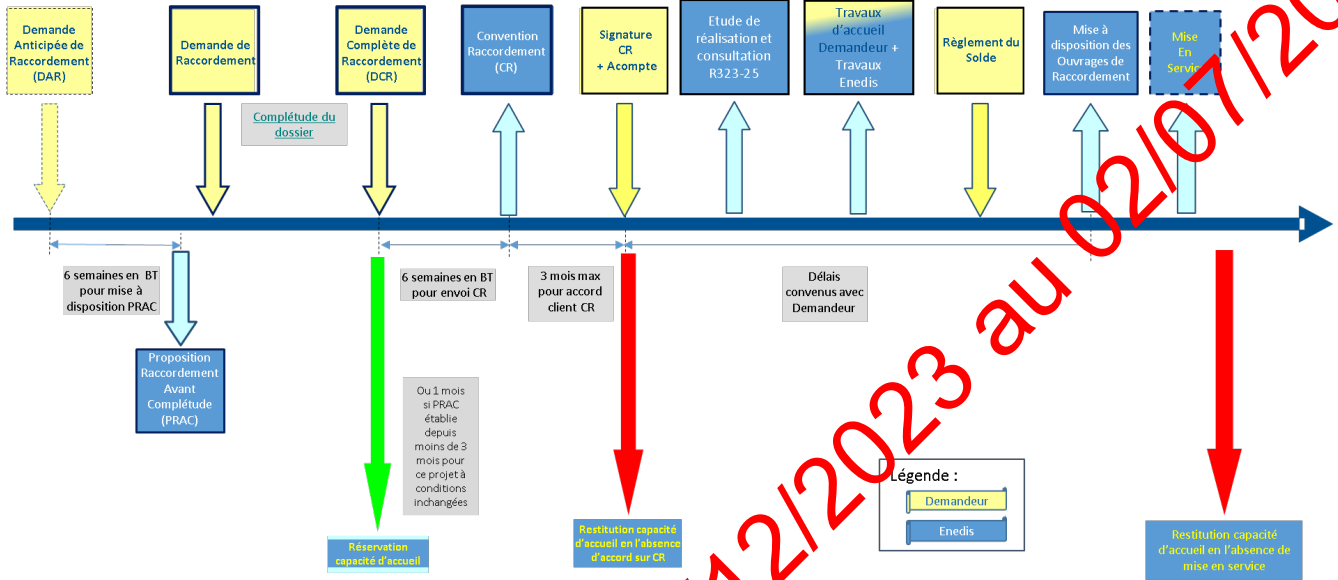 Demande
Anticipée de
Raccordement
(DAR)
Demande de
Raccordement
Demande
Complète de
Raccordement
(DCR)
Convention
Raccordement
(CR)
Signature
CR
+ Acompte
Etude de
réalisation et
consultation
R323-25
Travaux
d'accueil
Demandeur +
Travaux
Enedis
Règlement du
Solde
Mise à
disposition des
Ouvrages de
Raccordement
Mise
En
Service
Complétude du
dossier
6 semaines en BT
pour mise à
disposition PRAC
6 semaines en BT
pour envoi CR
3 mois max
pour accord
client CR
Délais
convenus avec
Demandeur
Proposition
Raccordement
Avant
Complétude
(PRAC)
Ou 1 mois
si PRAC
établie
depuis
moins de 3
mois pour
ce projet à
conditions
inchangées
Réservation
capacité d'accueil
Restitution capacité
d'accueil en l'absence
d'accord sur CR
Légende :
Demandeur
Enedis
Restitution capacité
d'accueil en l'absence de
mise en service
12/2023 au 02/07/20